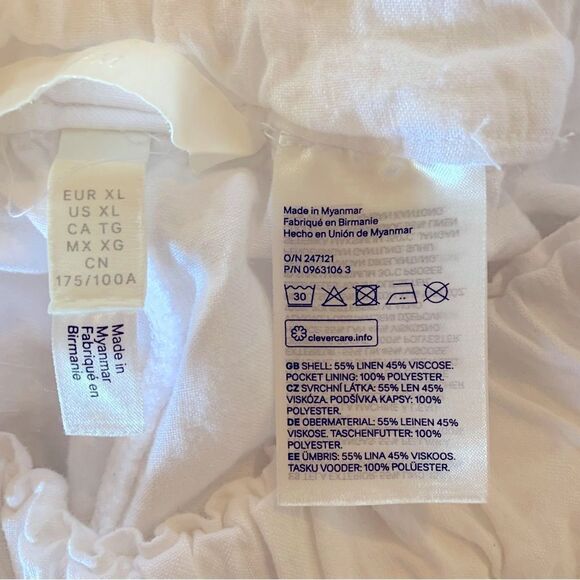 EUR XL
US XL
CA TG
MX XG
CN
175/100A
Made in
Myanmar
Fabriqué en
Birmanie
Made in Myanmar
Fabriqué en Birmanie
Hecho en Unión de Myanmar
O/N 247121
P/N 0963106 3
30
clevercare.info
GB SHELL: 55% LINEN 45% VISCOSE.
POCKET LINING: 100% POLYESTER.
CZ SVRCHNÍ LÁTKA: 55% LEN 45%
VISKÓZA. PODŠÍVKA KAPSY: 100%
POLYESTER.
DE OBERMATERIAL: 55% LEINEN 45%
VISKOSE. TASCHENFUTTER: 100%
POLYESTER.
EE ÜMBRIS: 55% LINA 45% VISKOOS.
TASKU VOODER: 100% POLÜESTER.